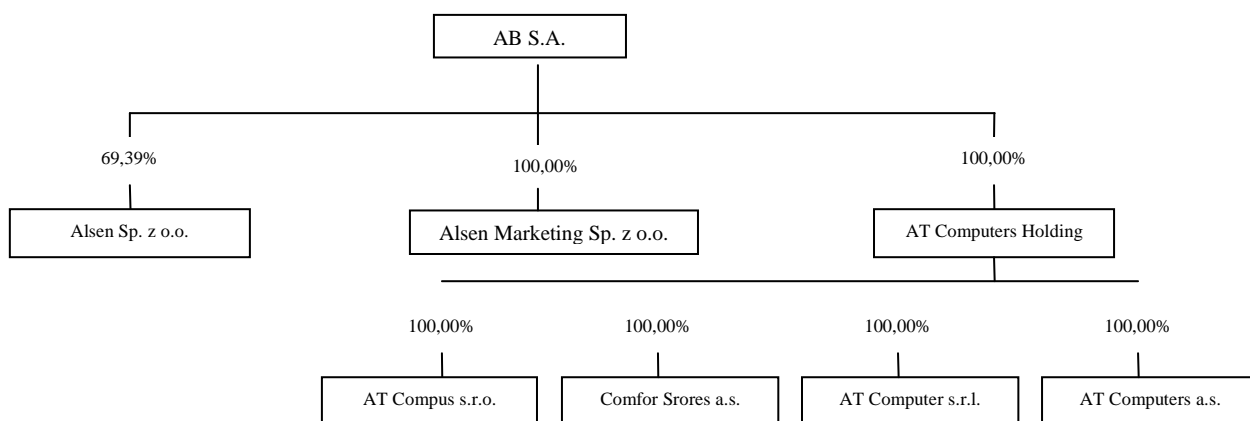 AB S.A.
69,39%
100,00%
100,00%
Alsen Sp. z o.o.
Alsen Marketing Sp. z o.o.
AT Computers Holding
100,00%
100,00%
100,00%
100,00%
AT Compus s.r.o.
Comfor Srores a.s.
AT Computer s.r.l.
AT Computers a.s.